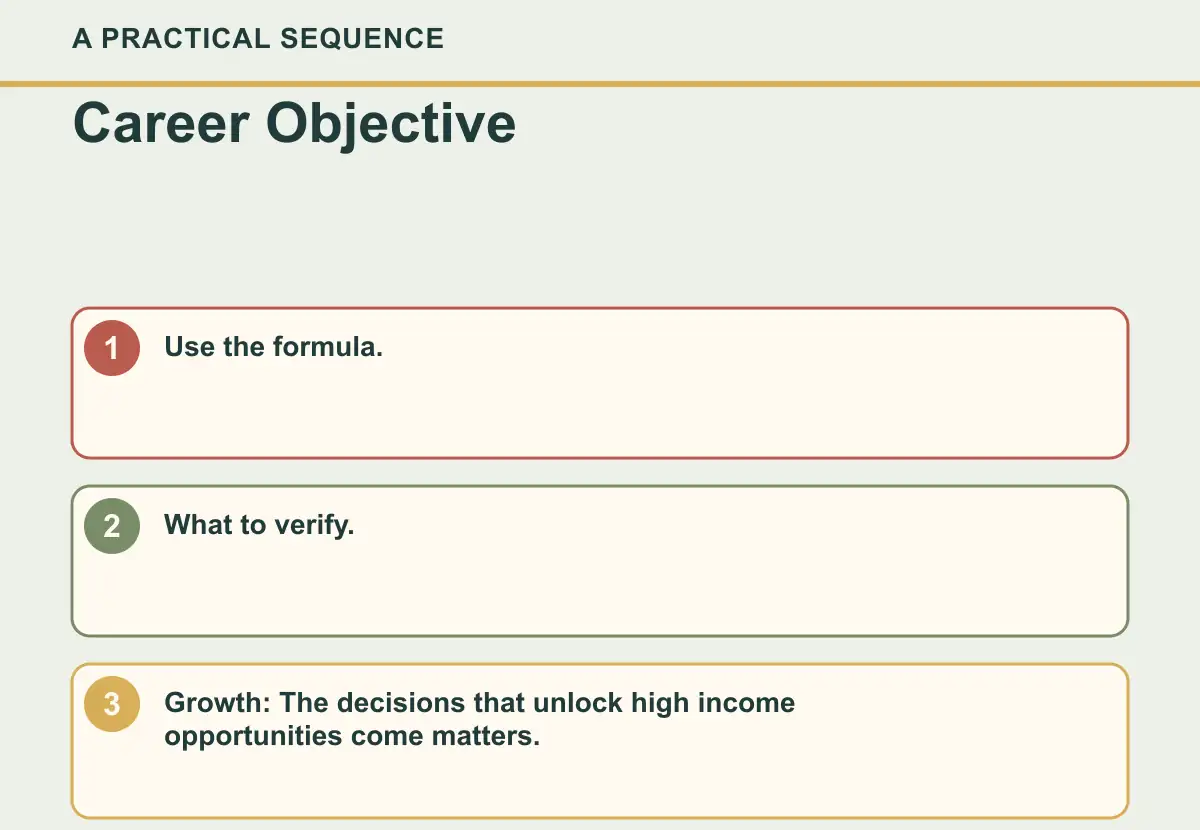 A PRACTICAL SEQUENCE
Career Objective
1
Use the formula.
2
What to verify.
3
Growth: The decisions that unlock high income
opportunities come matters.